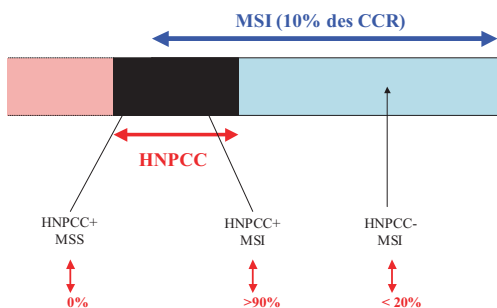 MSI (10% des CCR)
HNPCC
HNPCC+
MSS
HNPCC+
MSI
HNPCC-
MSI
0%
>90%
< 20%